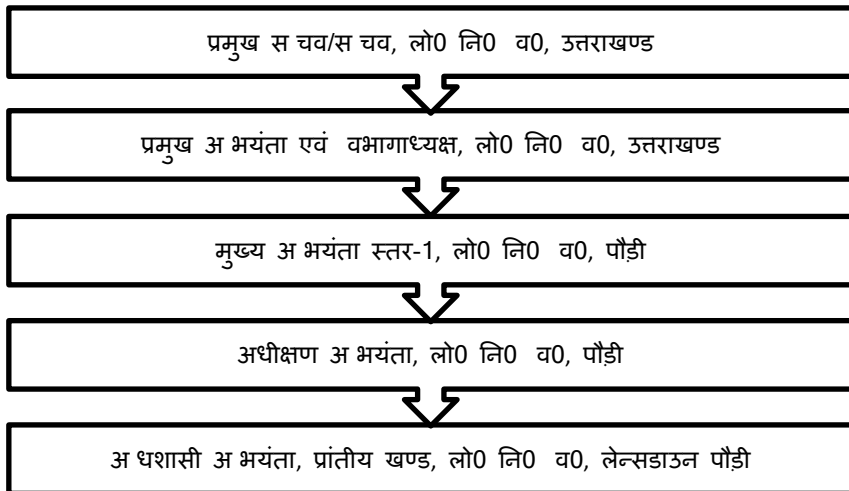 प्रमुख स चव/स चव, लो0 नि0 व0, उत्तराखण्ड
प्रमुख अ भयंता एवं वभागाध्यक्ष, लो0 नि0 व0, उत्तराखण्ड
मुख्य अ भयंता स्तर-1, लो0 नि0 व0, पौड़ी
अधीक्षण अ भयंता, लो0 नि0 व0, पौड़ी
अ धशासी अ भयंता, प्रांतीय खण्ड, लो0 नि0 व0, लेन्सडाउन पौड़ी